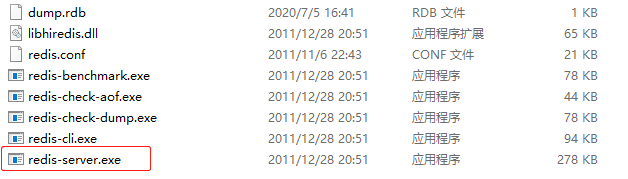 dump.rdb 2020/7/5 16:41 RDB 文件 1 KB
libhiredis.dll 2011/12/28 20:51 应用程序扩展 65 KB
redis.conf 2011/11/6 22:43 CONF 文件 21 KB
redis-benchmark.exe 2011/12/28 20:51 应用程序 78 KB
redis-check-aof.exe 2011/12/28 20:51 应用程序 44 KB
redis-check-dump.exe 2011/12/28 20:51 应用程序 78 KB
redis-cli.exe 2011/12/28 20:51 应用程序 94 KB
redis-server.exe 2011/12/28 20:51 应用程序 278 KB